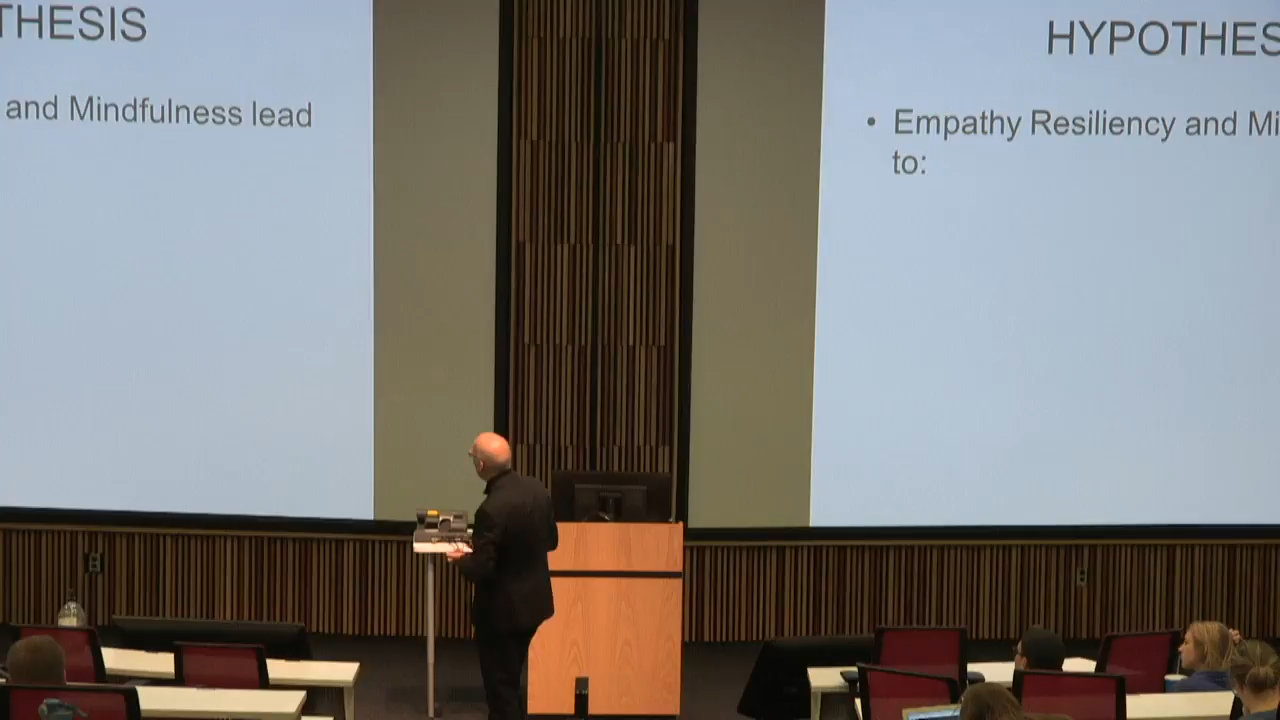 THESIS
and Mindfulness lead
HYPOTHES
• Empathy Resiliency and Mi
to: